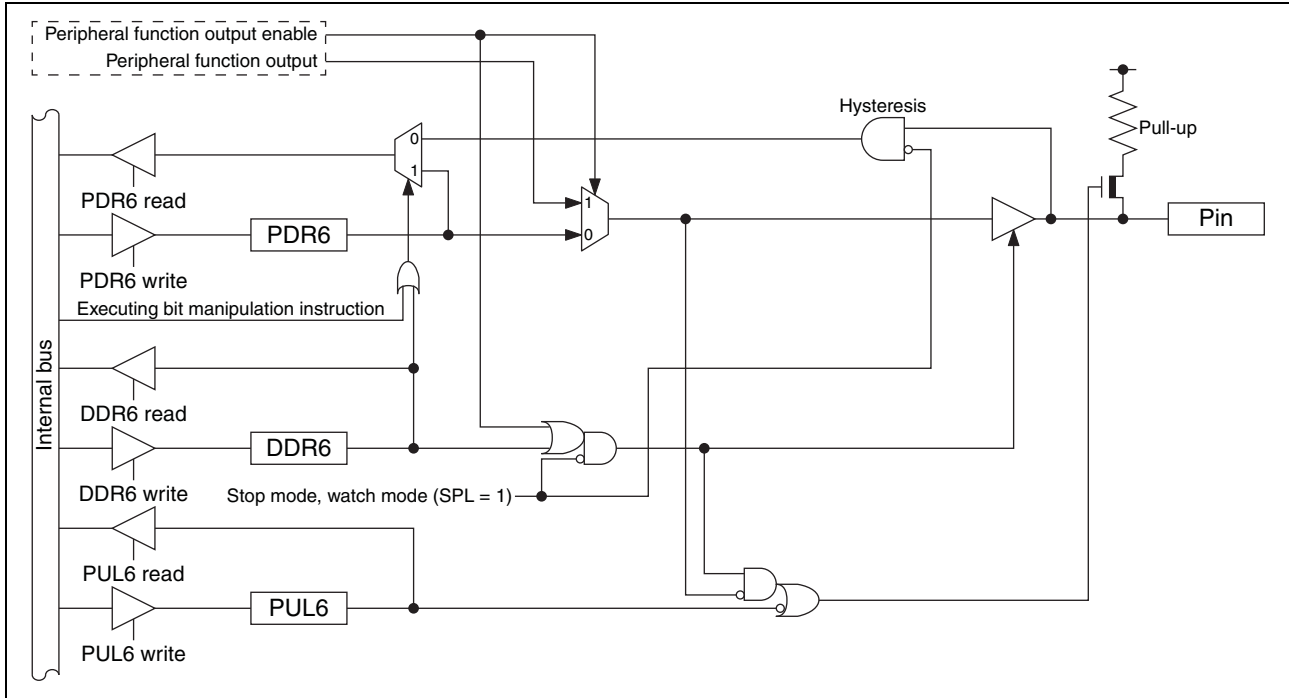 Peripheral function output enable
Peripheral function output
Hysteresis
Pull-up
0
1
PDR6 read
1
PDR6
0
Pin
PDR6 write
Executing bit manipulation instruction
Internal bus
DDR6 read
DDR6
DDR6 write
Stop mode, watch mode (SPL = 1)
PUL6 read
PUL6
PUL6 write